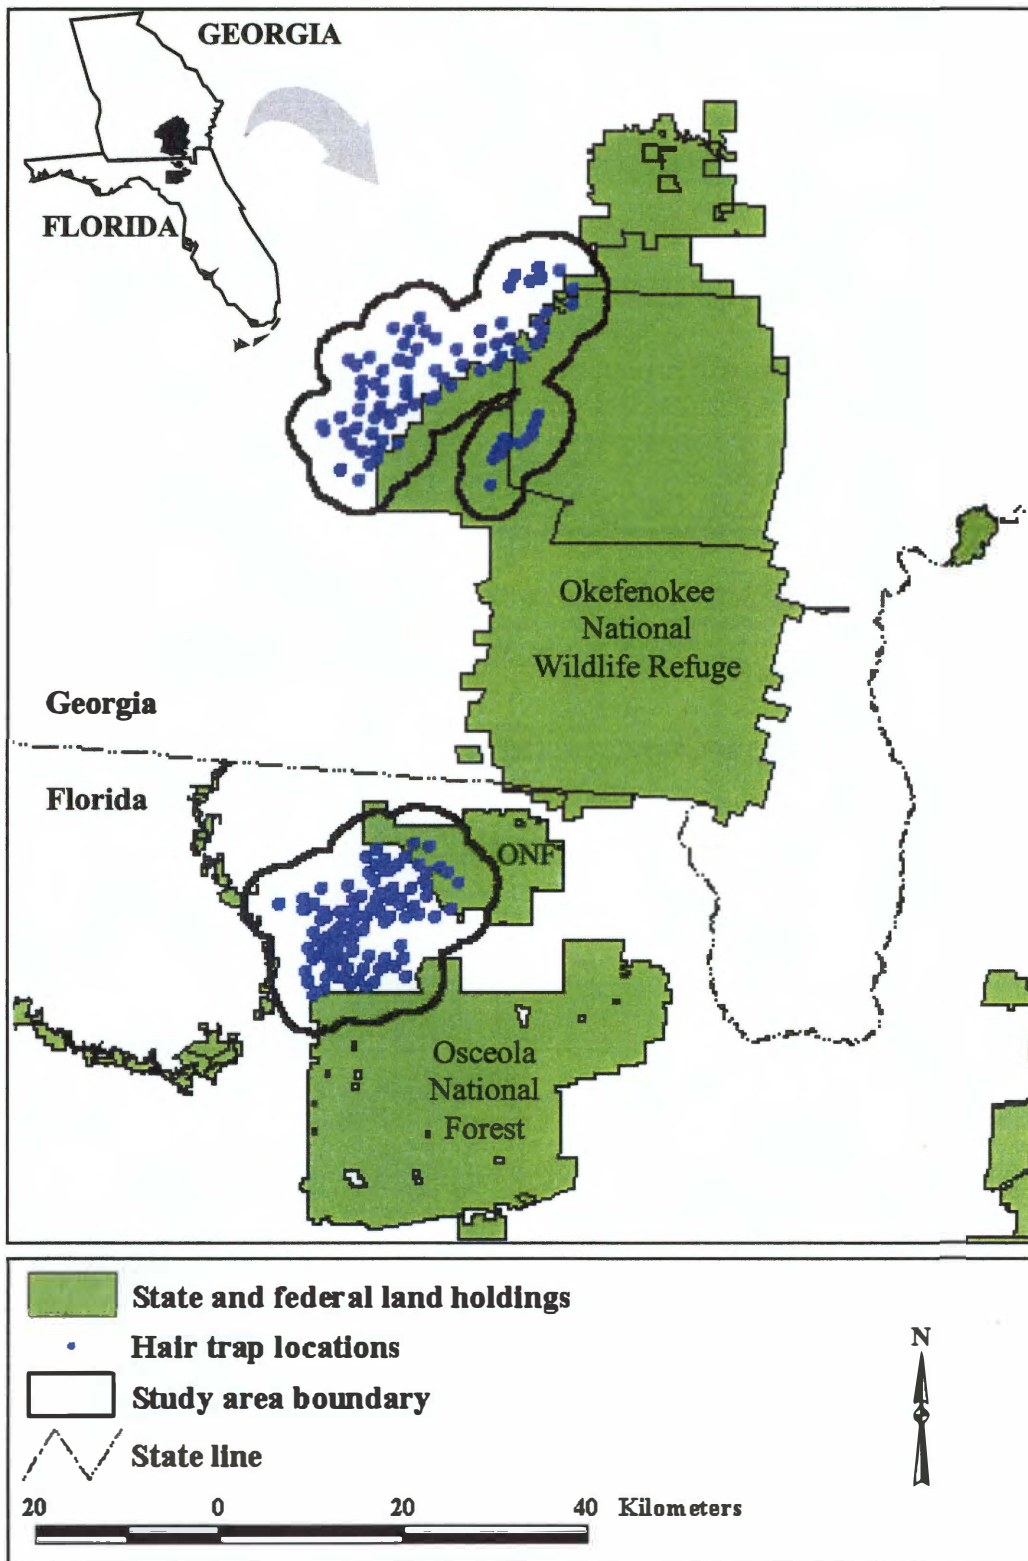 GEORGIA
FLORIDA
Okefenokee
National
Wildlife Refuge
Georgia
Florida
ONF
Osceola
National
Forest
State and federal land holdings
Hair trap locations
Study area boundary
State line
N
20 0 20 40 Kilometers